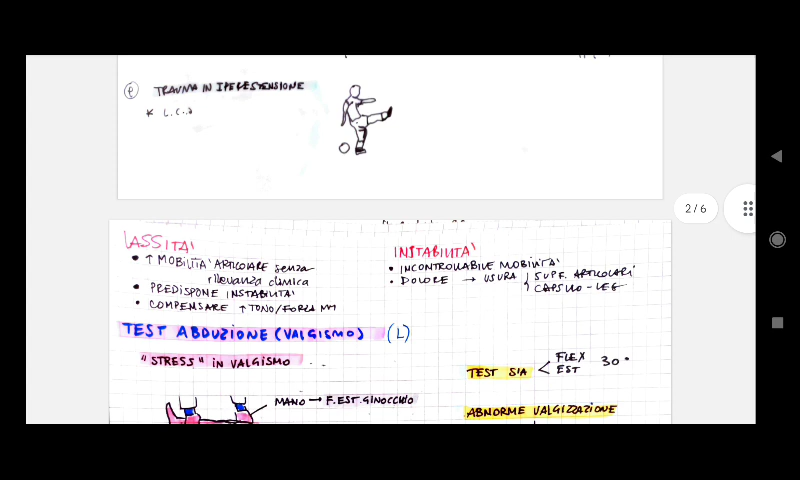 P TRAUMA IN IPERESTENSIONE
* L.C.A
2/6
LASSITA'
• ↑ MOBILITA' ARTICOLARE senza
rilevanza clinica
• PREDISPONE INSTABILITA'
• COMPENSARE ↑ TONO/FORZA MM
INSTABILITA'
• INCONTROLLABILE MOBILITA'
• DOLORE → USURA { SUPF. ARTICOLARI
CAPSULO-LEG
TEST ABDUZIONE (VALGISMO) (L)
"STRESS" IN VALGISMO
TEST SIA < FLEX 30°
EST
MANO → F. EST. GINOCCHIO
ABNORME VALGIZZAZIONE